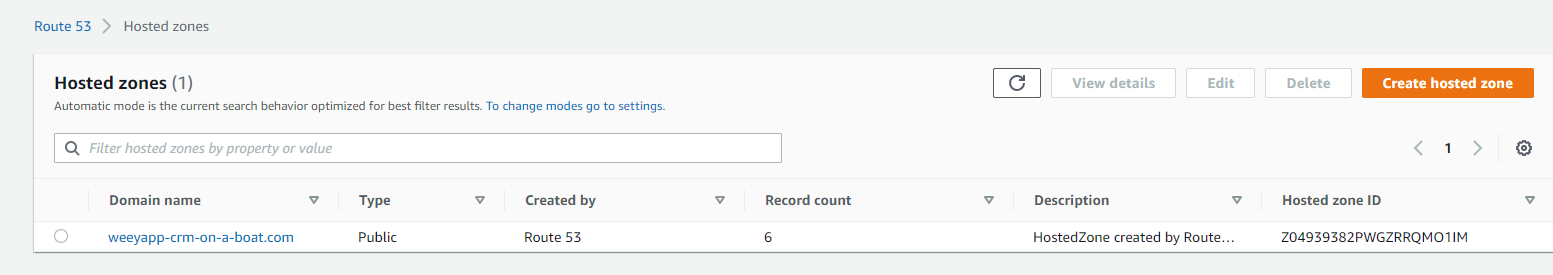 Route 53 > Hosted zones
Hosted zones (1)
View details Edit Delete Create hosted zone
Automatic mode is the current search behavior optimized for best filter results. To change modes go to settings.
Filter hosted zones by property or value
1
Domain name Type Created by Record count Description Hosted zone ID
weeyapp-crm-on-a-boat.com Public Route 53 6 HostedZone created by Route... Z04939382PWGZRRQMO1IM